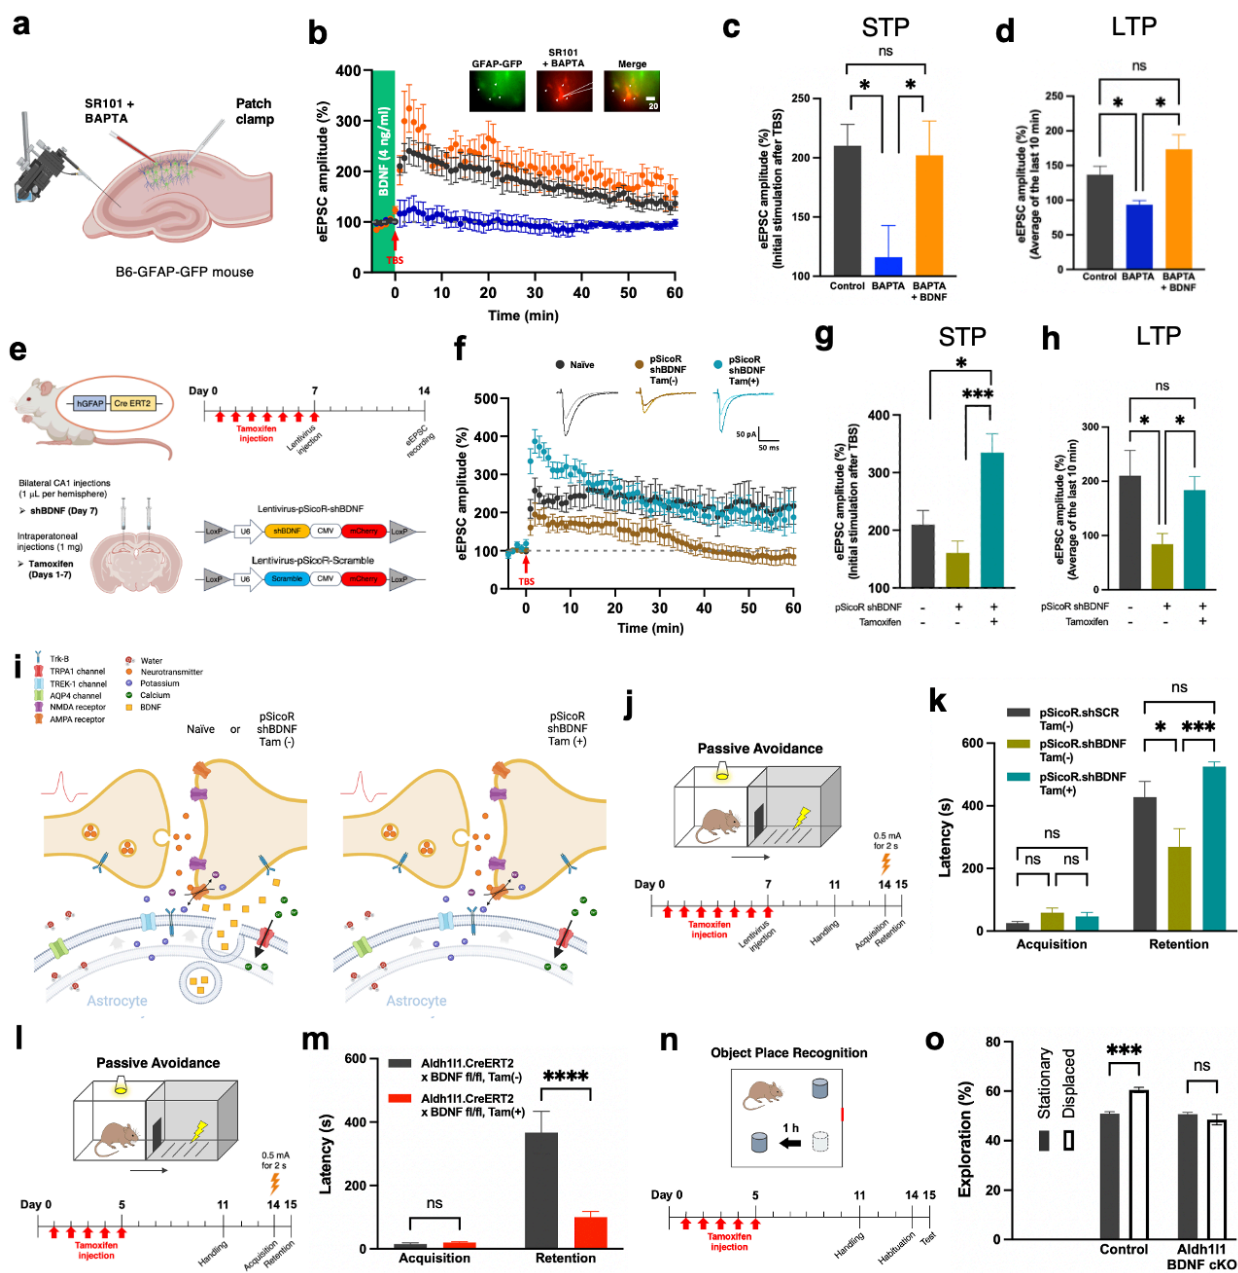 a
SR101 +
BAPTA
Patch
clamp
B6-GFAP-GFP mouse
b
eEPSC amplitude (%)
400
300
200
100
0
BDNF (4 ng/ml)
GFAP-GFP
SR101
+ BAPTA
Merge
20
TBS
0
10
20
30
40
50
60
Time (min)
c
STP
ns
*
*
eEPSC amplitude (%)
(Initial stimulation after TBS)
250
200
150
100
Control
BAPTA
BAPTA
+ BDNF
d
LTP
ns
*
*
eEPSC amplitude (%)
(Average of the last 10 min)
250
200
150
100
50
0
Control
BAPTA
BAPTA
+ BDNF
e
hGFAP
Cre ERT2
Day 0
7
14
Tamoxifen
injection
Lentivirus
injection
eEPSC
recording
Bilateral CA1 injections
(1 µL per hemisphere)
➢ shBDNF (Day 7)
Intraperatoneal
injections (1 mg)
➢ Tamoxifen
(Days 1-7)
Lentivirus-pSicoR-shBDNF
LoxP
U6
shBDNF
CMV
mCherry
LoxP
Lentivirus-pSicoR-Scramble
LoxP
U6
Scramble
CMV
mCherry
LoxP
f
Naïve
pSicoR
shBDNF
Tam(-)
pSicoR
shBDNF
Tam(+)
50 pA
50 ms
eEPSC amplitude (%)
500
400
300
200
100
0
TBS
0
10
20
30
40
50
60
Time (min)
g
STP
*
***
eEPSC amplitude (%)
(Initial stimulation after TBS)
400
300
200
100
pSicoR shBDNF - + +
Tamoxifen - - +
h
LTP
ns
*
*
eEPSC amplitude (%)
(Average of the last 10 min)
300
200
100
0
pSicoR shBDNF - + +
Tamoxifen - - +
i
Trk-B
TRPA1 channel
TREK-1 channel
AQP4 channel
NMDA receptor
AMPA receptor
Water
Neurotransmitter
Potassium
Calcium
BDNF
Naïve or
pSicoR
shBDNF
Tam (-)
pSicoR
shBDNF
Tam (+)
Astrocyte
Astrocyte
j
Passive Avoidance
0.5 mA
for 2 s
Day 0
7
11
14
15
Tamoxifen
injection
Lentivirus
injection
Handling
Acquisition
Retention
k
pSicoR.shSCR
Tam(-)
pSicoR.shBDNF
Tam(-)
pSicoR.shBDNF
Tam(+)
Latency (s)
600
400
200
0
ns
ns
ns
ns
*
***
Acquisition
Retention
l
Passive Avoidance
0.5 mA
for 2 s
Day 0
5
11
14
15
Tamoxifen
injection
Handling
Acquisition
Retention
m
Aldh1l1.CreERT2
x BDNF fl/fl, Tam(-)
Aldh1l1.CreERT2
x BDNF fl/fl, Tam(+)
Latency (s)
600
400
200
0
ns
****
Acquisition
Retention
n
Object Place Recognition
1 h
Day 0
5
11
14
15
Tamoxifen
injection
Handling
Habituation
Test
o
Exploration (%)
80
60
40
20
0
Stationary
Displaced
***
ns
Control
Aldh1l1
BDNF cKO